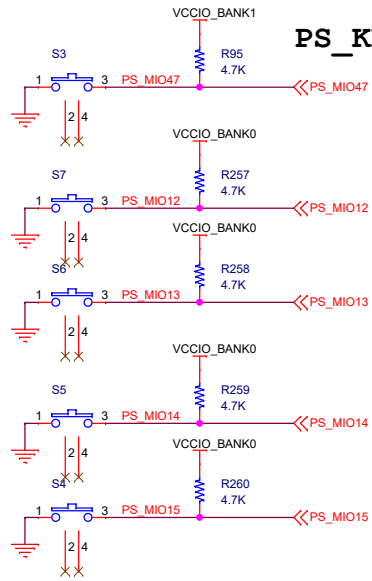 VCCIO_BANK1
PS_K
S3
R95
4.7K
1
3
PS_MIO47
PS_MIO47
2
4
VCCIO_BANK0
S7
R257
4.7K
1
3
PS_MIO12
PS_MIO12
2
4
VCCIO_BANK0
S6
R258
4.7K
1
3
PS_MIO13
PS_MIO13
2
4
VCCIO_BANK0
S5
R259
4.7K
1
3
PS_MIO14
PS_MIO14
2
4
VCCIO_BANK0
S4
R260
4.7K
1
3
PS_MIO15
PS_MIO15
2
4